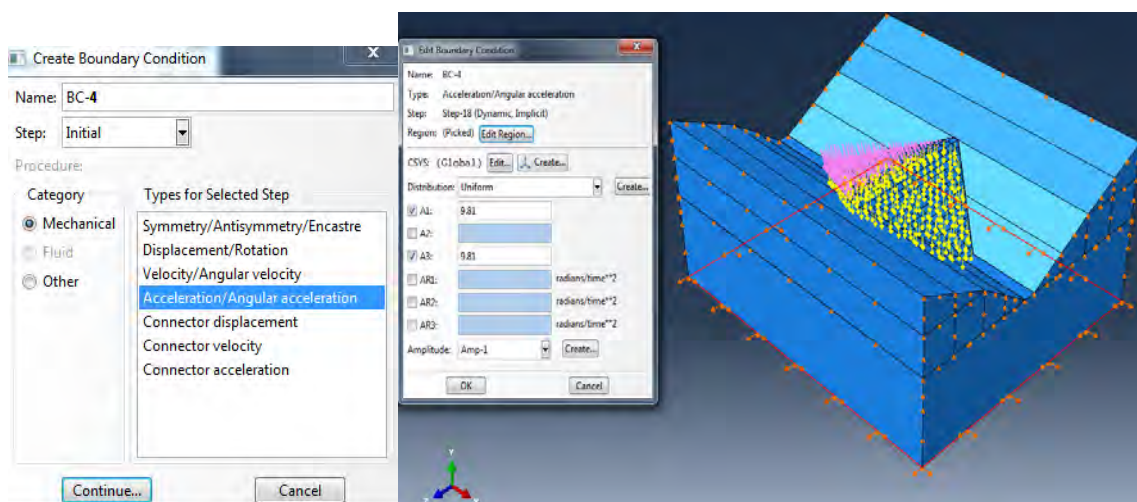 Create Boundary Condition
X
Name: BC-4
Step: Initial
Procedure:
Category
Mechanical
Fluid
Other
Types for Selected Step
Symmetry/Antisymmetry/Encastre
Displacement/Rotation
Velocity/Angular velocity
Acceleration/Angular acceleration
Connector displacement
Connector velocity
Connector acceleration
Continue...
Cancel
Edit Boundary Condition
Name: BC-4
Type: Acceleration/Angular acceleration
Step: Step-18 (Dynamic, Implicit)
Region: (Picked) Edit Region...
CSYS: (Global) Edit... Create...
Distribution: Uniform Create...
A1: 9.81
A2:
A3: 9.81
AR1: radians/time**2
AR2: radians/time**2
AR3: radians/time**2
Amplitude: Amp-1 Create...
OK
Cancel
Y